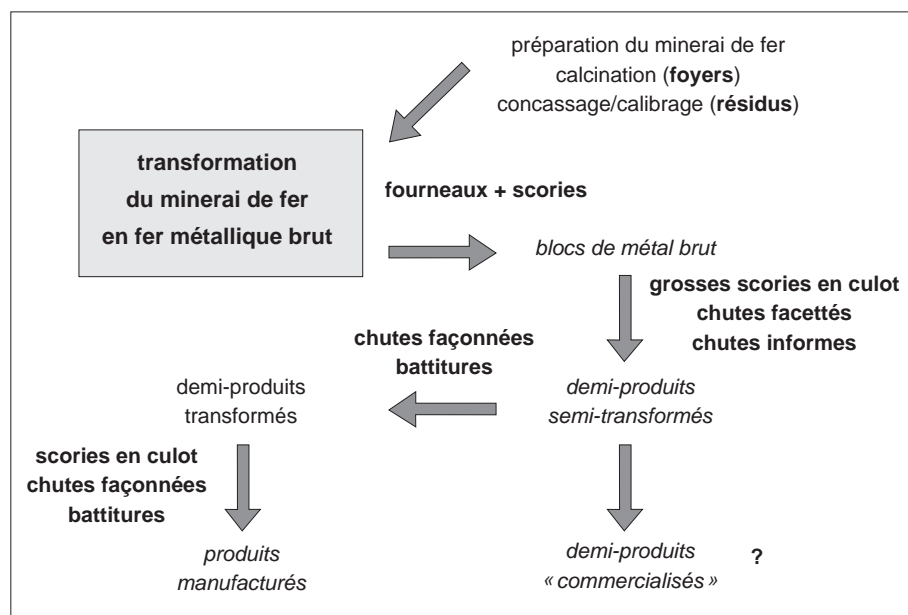 préparation du minerai de fer
calcination (foyers)
concassage/calibrage (résidus)
transformation
du minerai de fer
en fer métallique brut
fourneaux + scories
blocs de métal brut
grosses scories en culot
chutes facettés
chutes informes
chutes façonnées
battitures
demi-produits
transformés
demi-produits
semi-transformés
scories en culot
chutes façonnées
battitures
produits
manufacturés
demi-produits
« commercialisés »
?